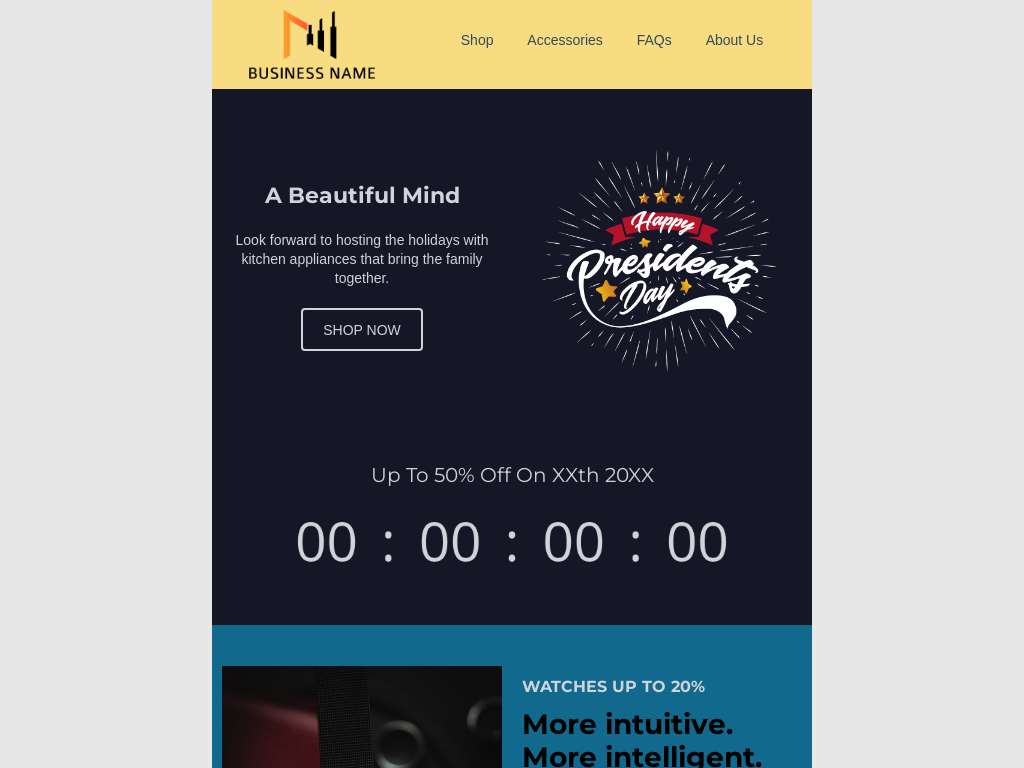 BUSINESS NAME
Shop
Accessories
FAQs
About Us
A Beautiful Mind
Look forward to hosting the holidays with
kitchen appliances that bring the family
together.
SHOP NOW
Happy
Presidents
Day
Up To 50% Off On XXth 20XX
00 : 00 : 00 : 00
WATCHES UP TO 20%
More intuitive.
More intelligent.